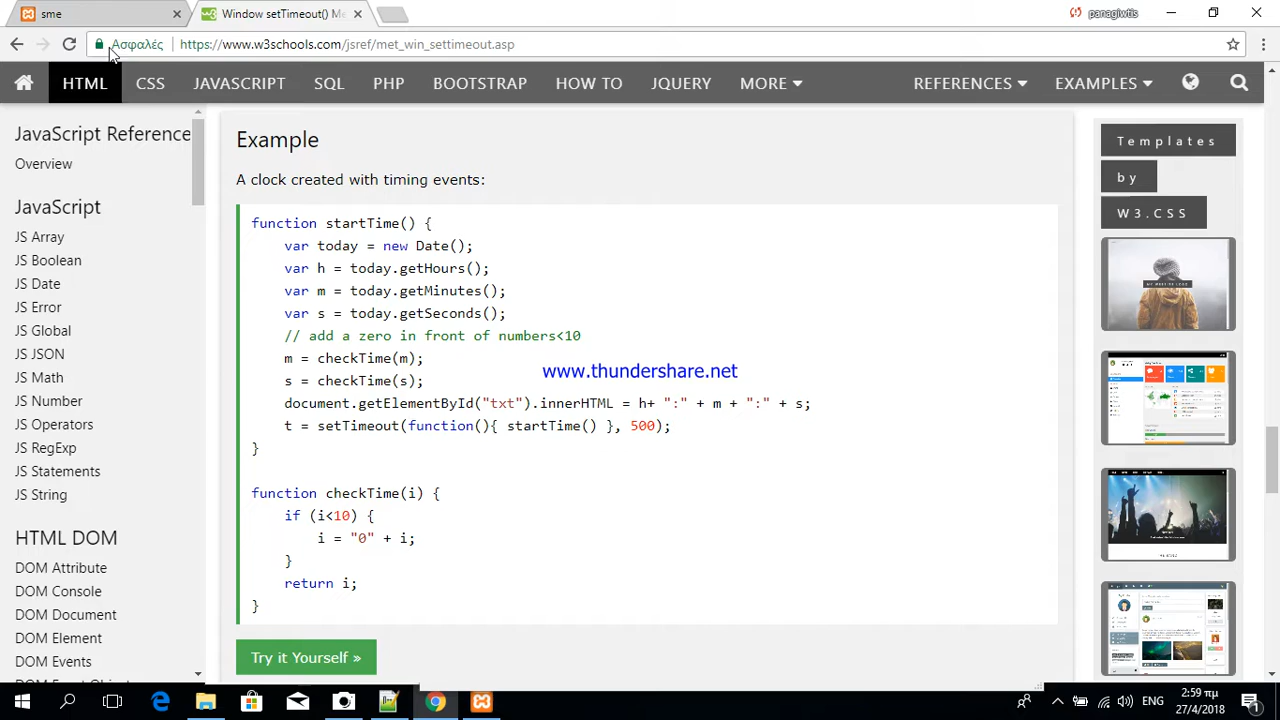 sme
Window setTimeout() Me
panagiwtis
Ασφαλές
https://www.w3schools.com/jsref/met_win_settimeout.asp
HTML CSS JAVASCRIPT SQL PHP BOOTSTRAP HOW TO JQUERY MORE REFERENCES EXAMPLES
JavaScript Reference
Overview
JavaScript
JS Array
JS Boolean
JS Date
JS Error
JS Global
JS JSON
JS Math
JS Number
JS Operators
JS RegExp
JS Statements
JS String
HTML DOM
DOM Attribute
DOM Console
DOM Document
DOM Element
DOM Events
Example
A clock created with timing events:
function startTime() {
    var today = new Date();
    var h = today.getHours();
    var m = today.getMinutes();
    var s = today.getSeconds();
    // add a zero in front of numbers<10
    m = checkTime(m);
    s = checkTime(s);
    document.getElementById("txt").innerHTML = h+ ":" + m + ":" + s;
    t = setTimeout(function(){ startTime() }, 500);
}
function checkTime(i) {
    if (i<10) {
        i = "0" + i;
    }
    return i;
}
www.thundershare.net
Try it Yourself »
Templates
by
W3.CSS
ΕΝG
2:59 πμ
27/4/2018
1